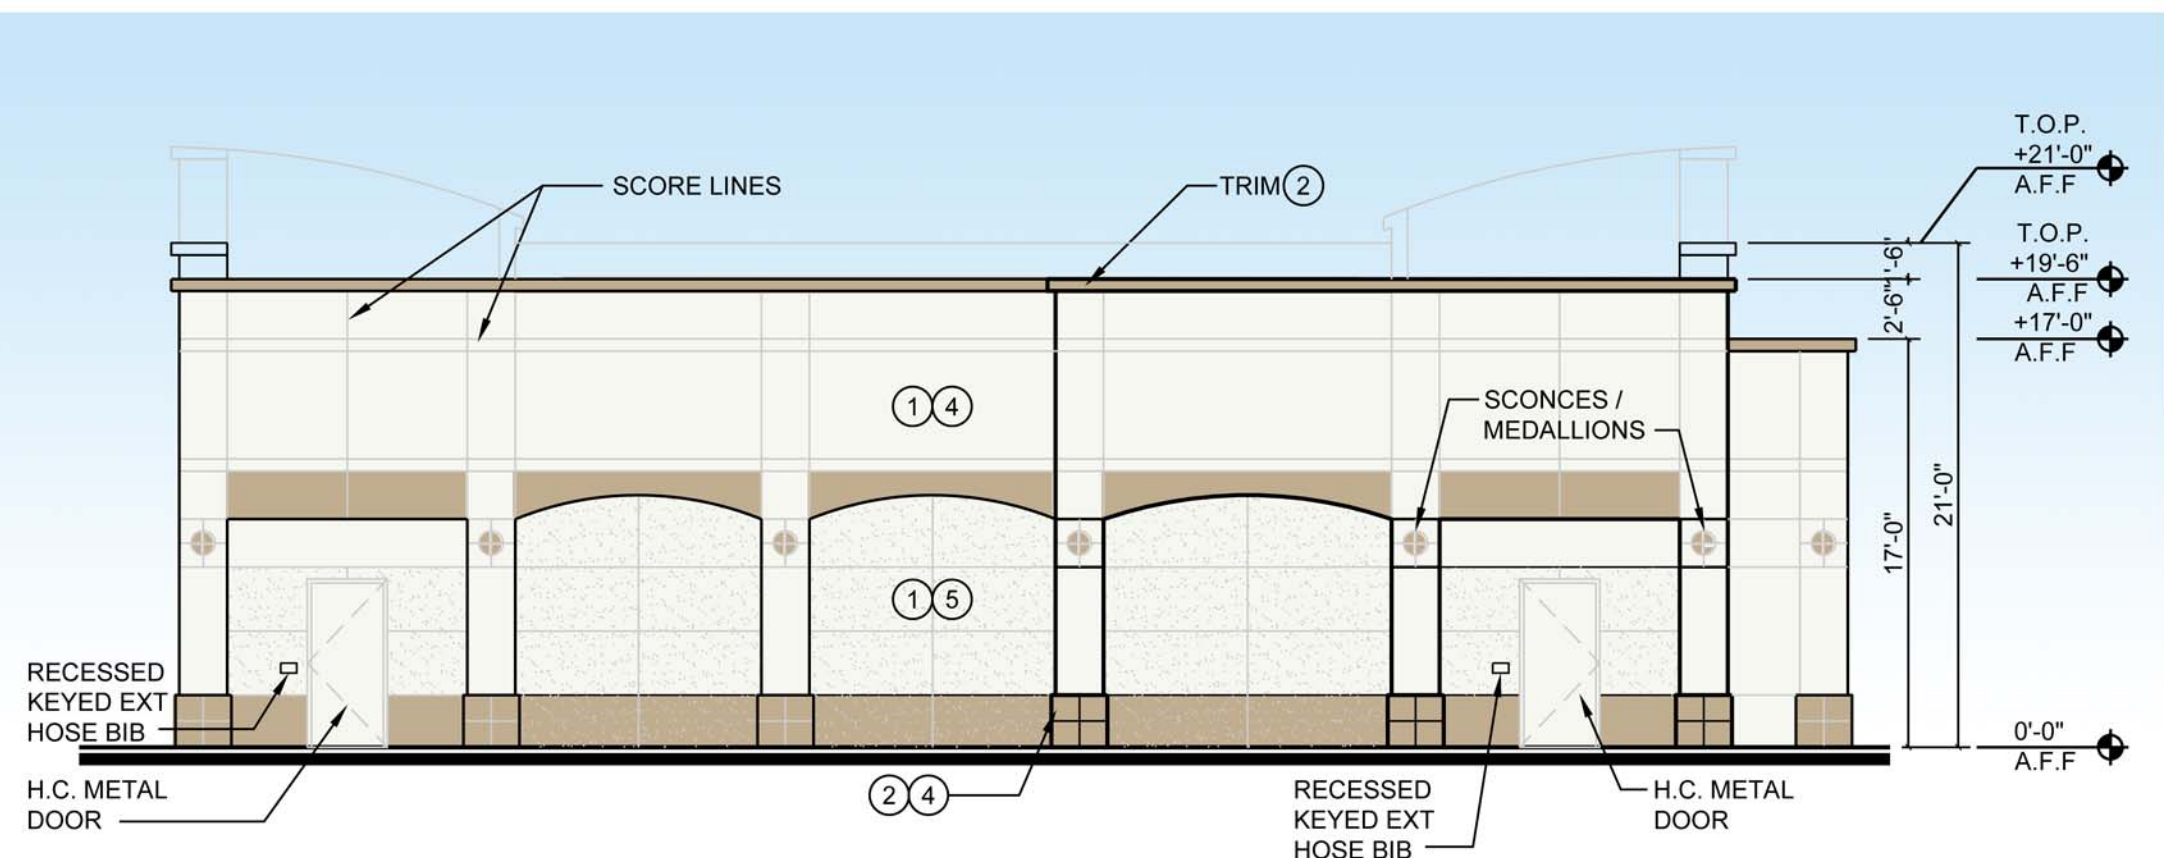 T.O.P.
+21'-0"
A.F.F
SCORE LINES
TRIM 2
T.O.P.
+19'-6"
A.F.F
+17'-0"
A.F.F
1'-6"
2'-6"
1 4
SCONCES /
MEDALLIONS
21'-0"
17'-0"
1 5
RECESSED
KEYED EXT
HOSE BIB
0'-0"
A.F.F
H.C. METAL
DOOR
2 4
RECESSED
KEYED EXT
HOSE BIB
H.C. METAL
DOOR